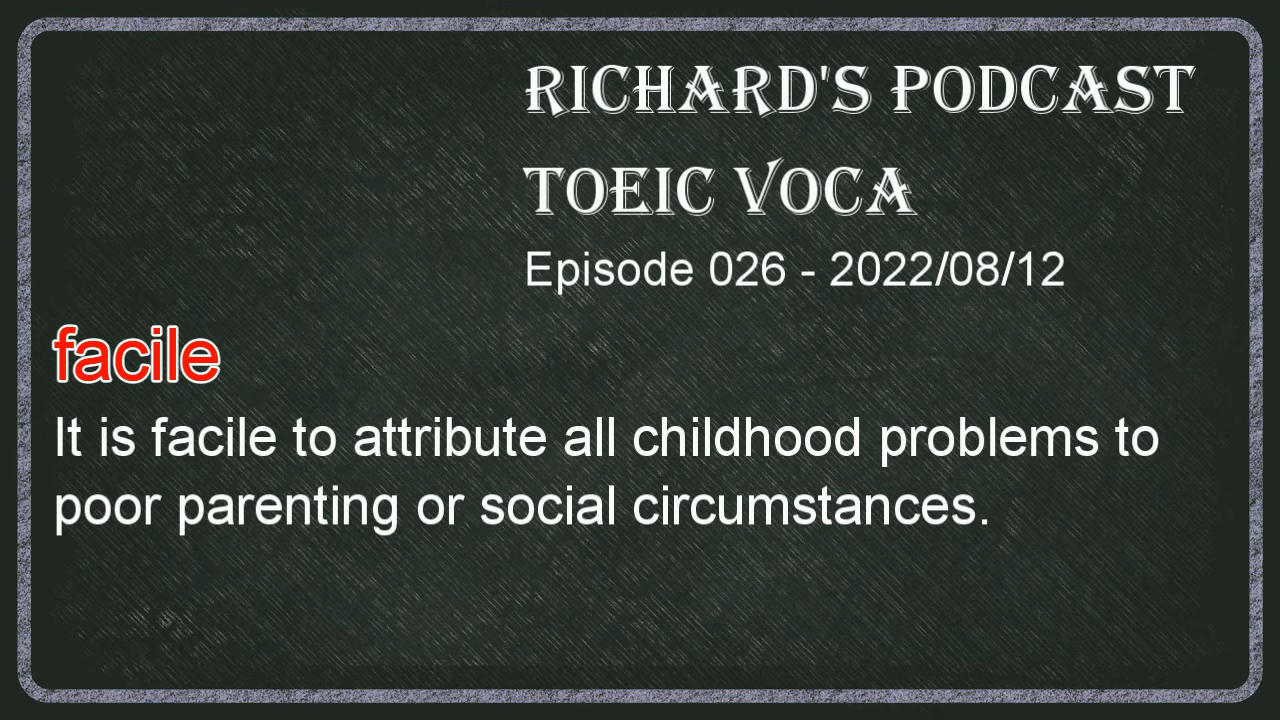 RICHARD'S PODCAST
TOEIC VOCA
Episode 026 - 2022/08/12
facile
It is facile to attribute all childhood problems to
poor parenting or social circumstances.